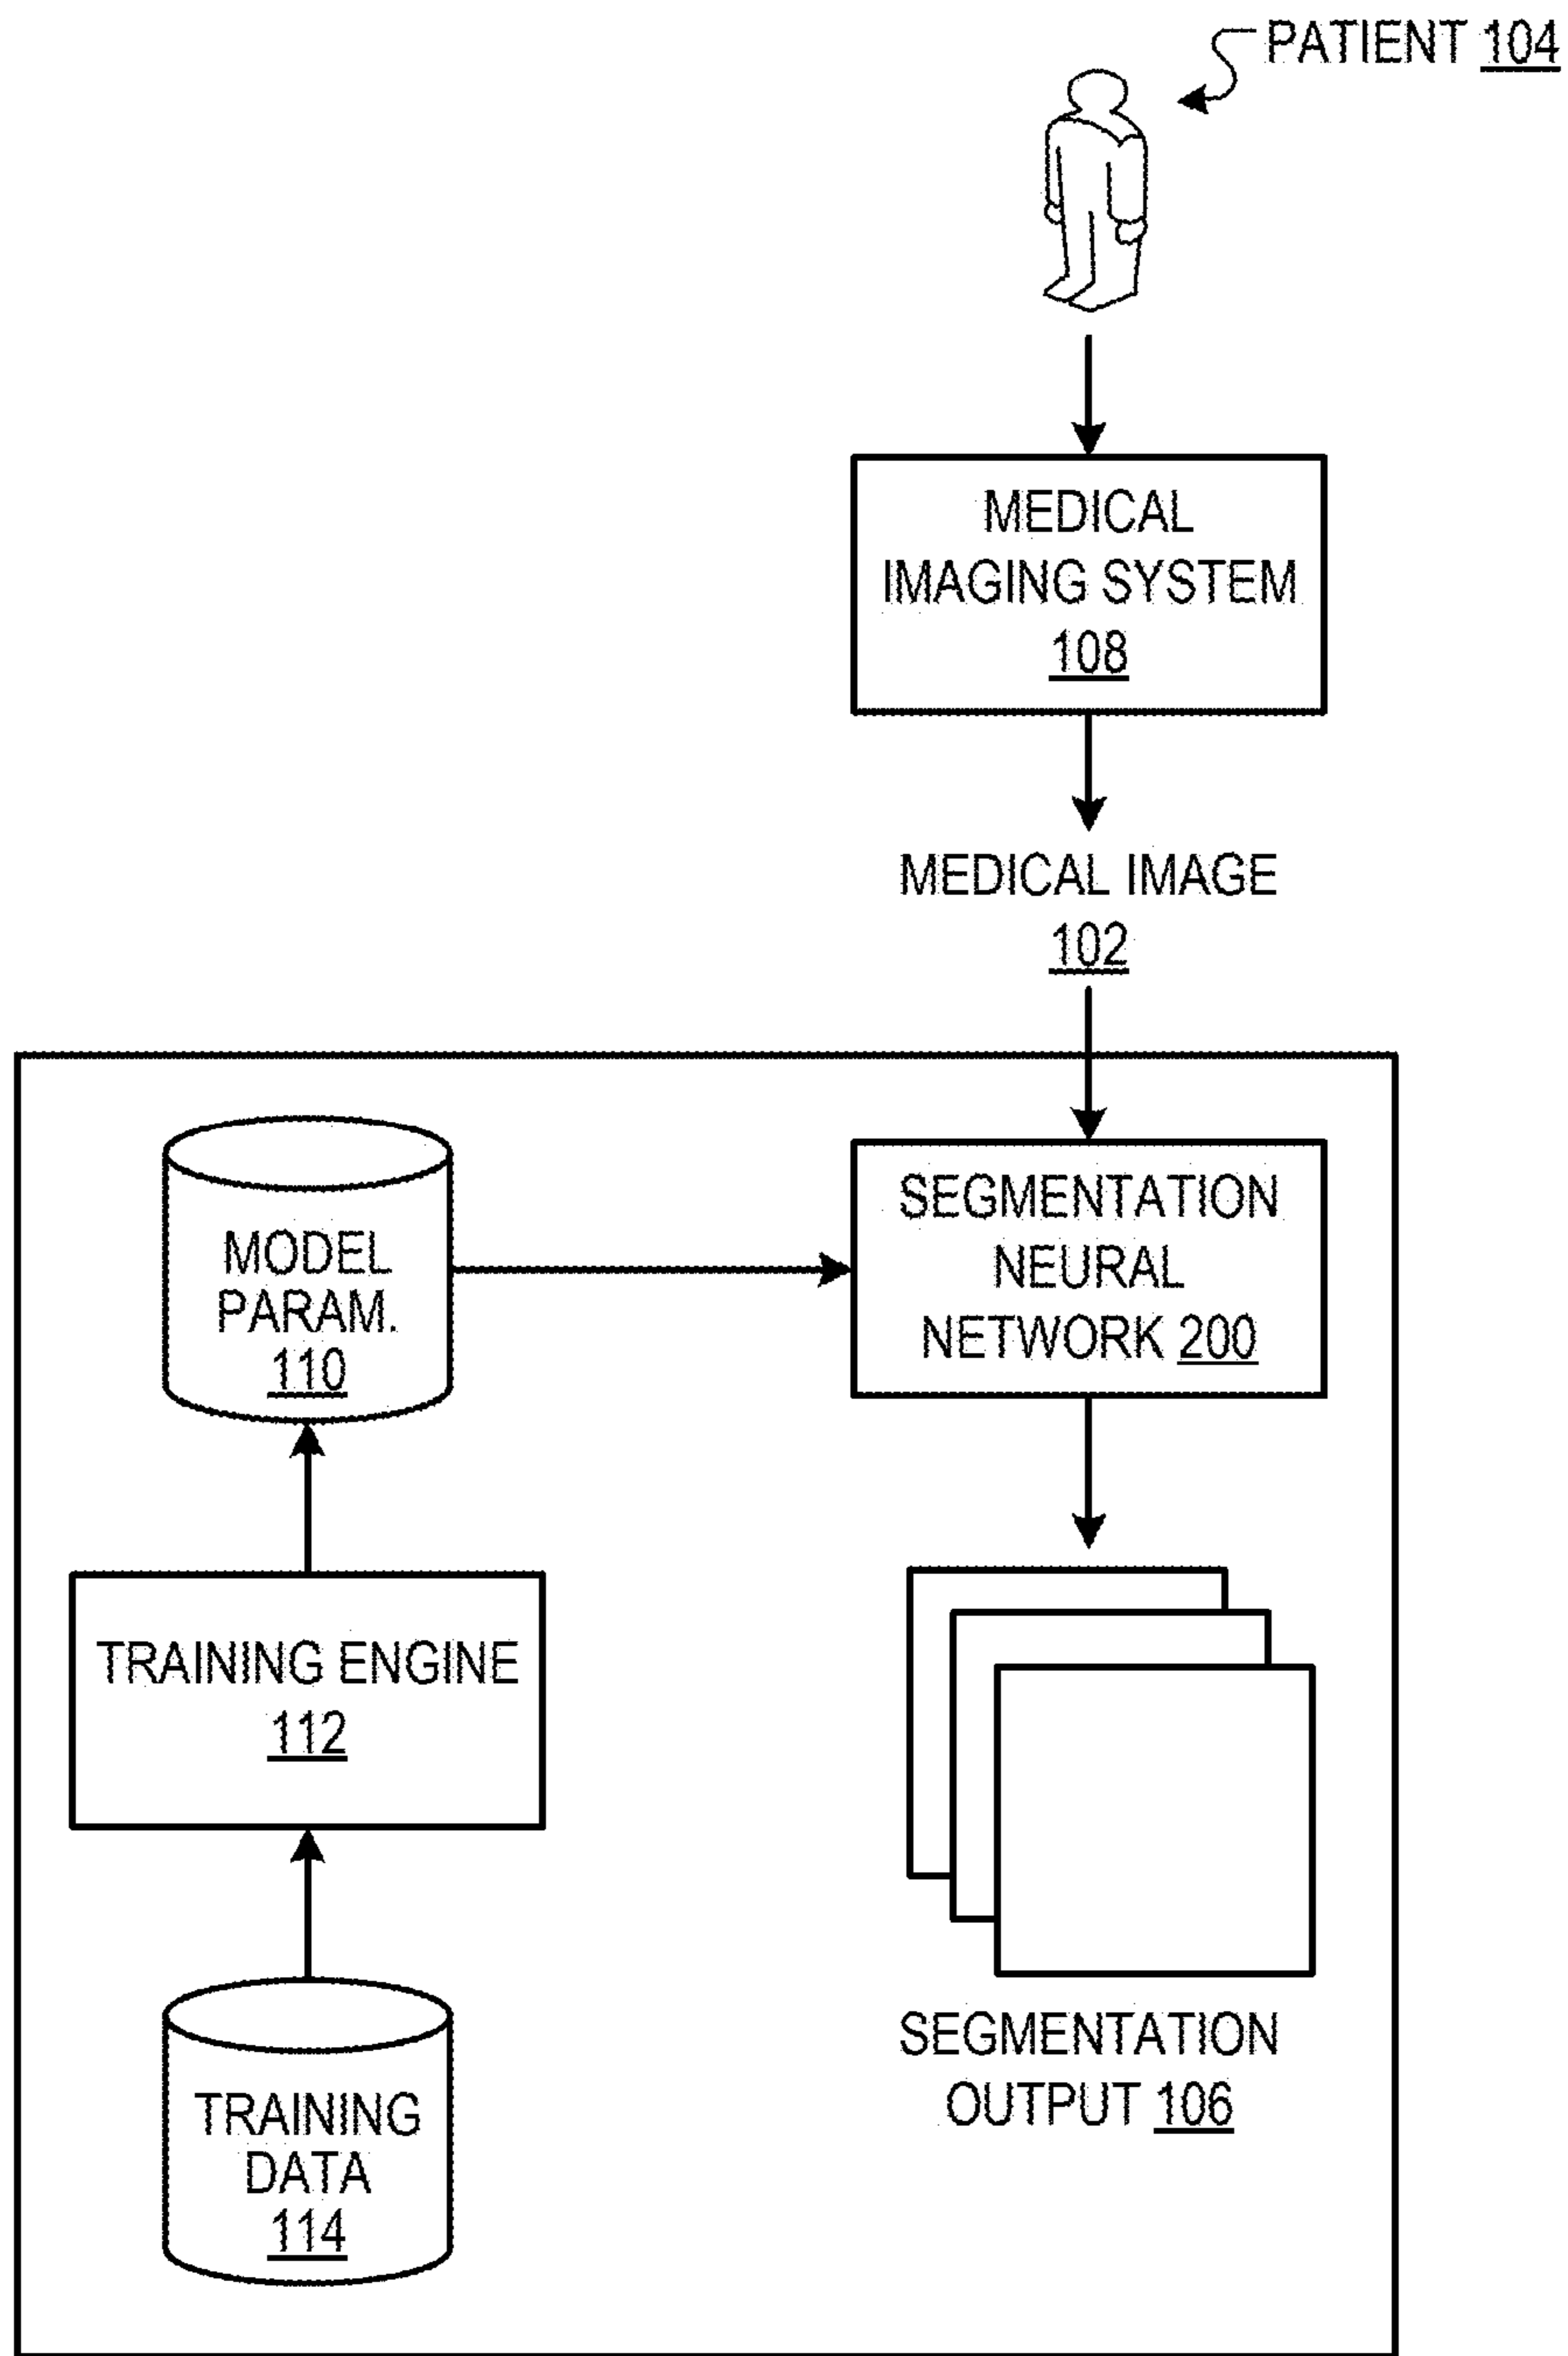 PATIENT 104
MEDICAL
IMAGING SYSTEM
108
MEDICAL IMAGE
102
MODEL
PARAM.
110
SEGMENTATION
NEURAL
NETWORK 200
TRAINING ENGINE
112
TRAINING
DATA
114
SEGMENTATION
OUTPUT 106